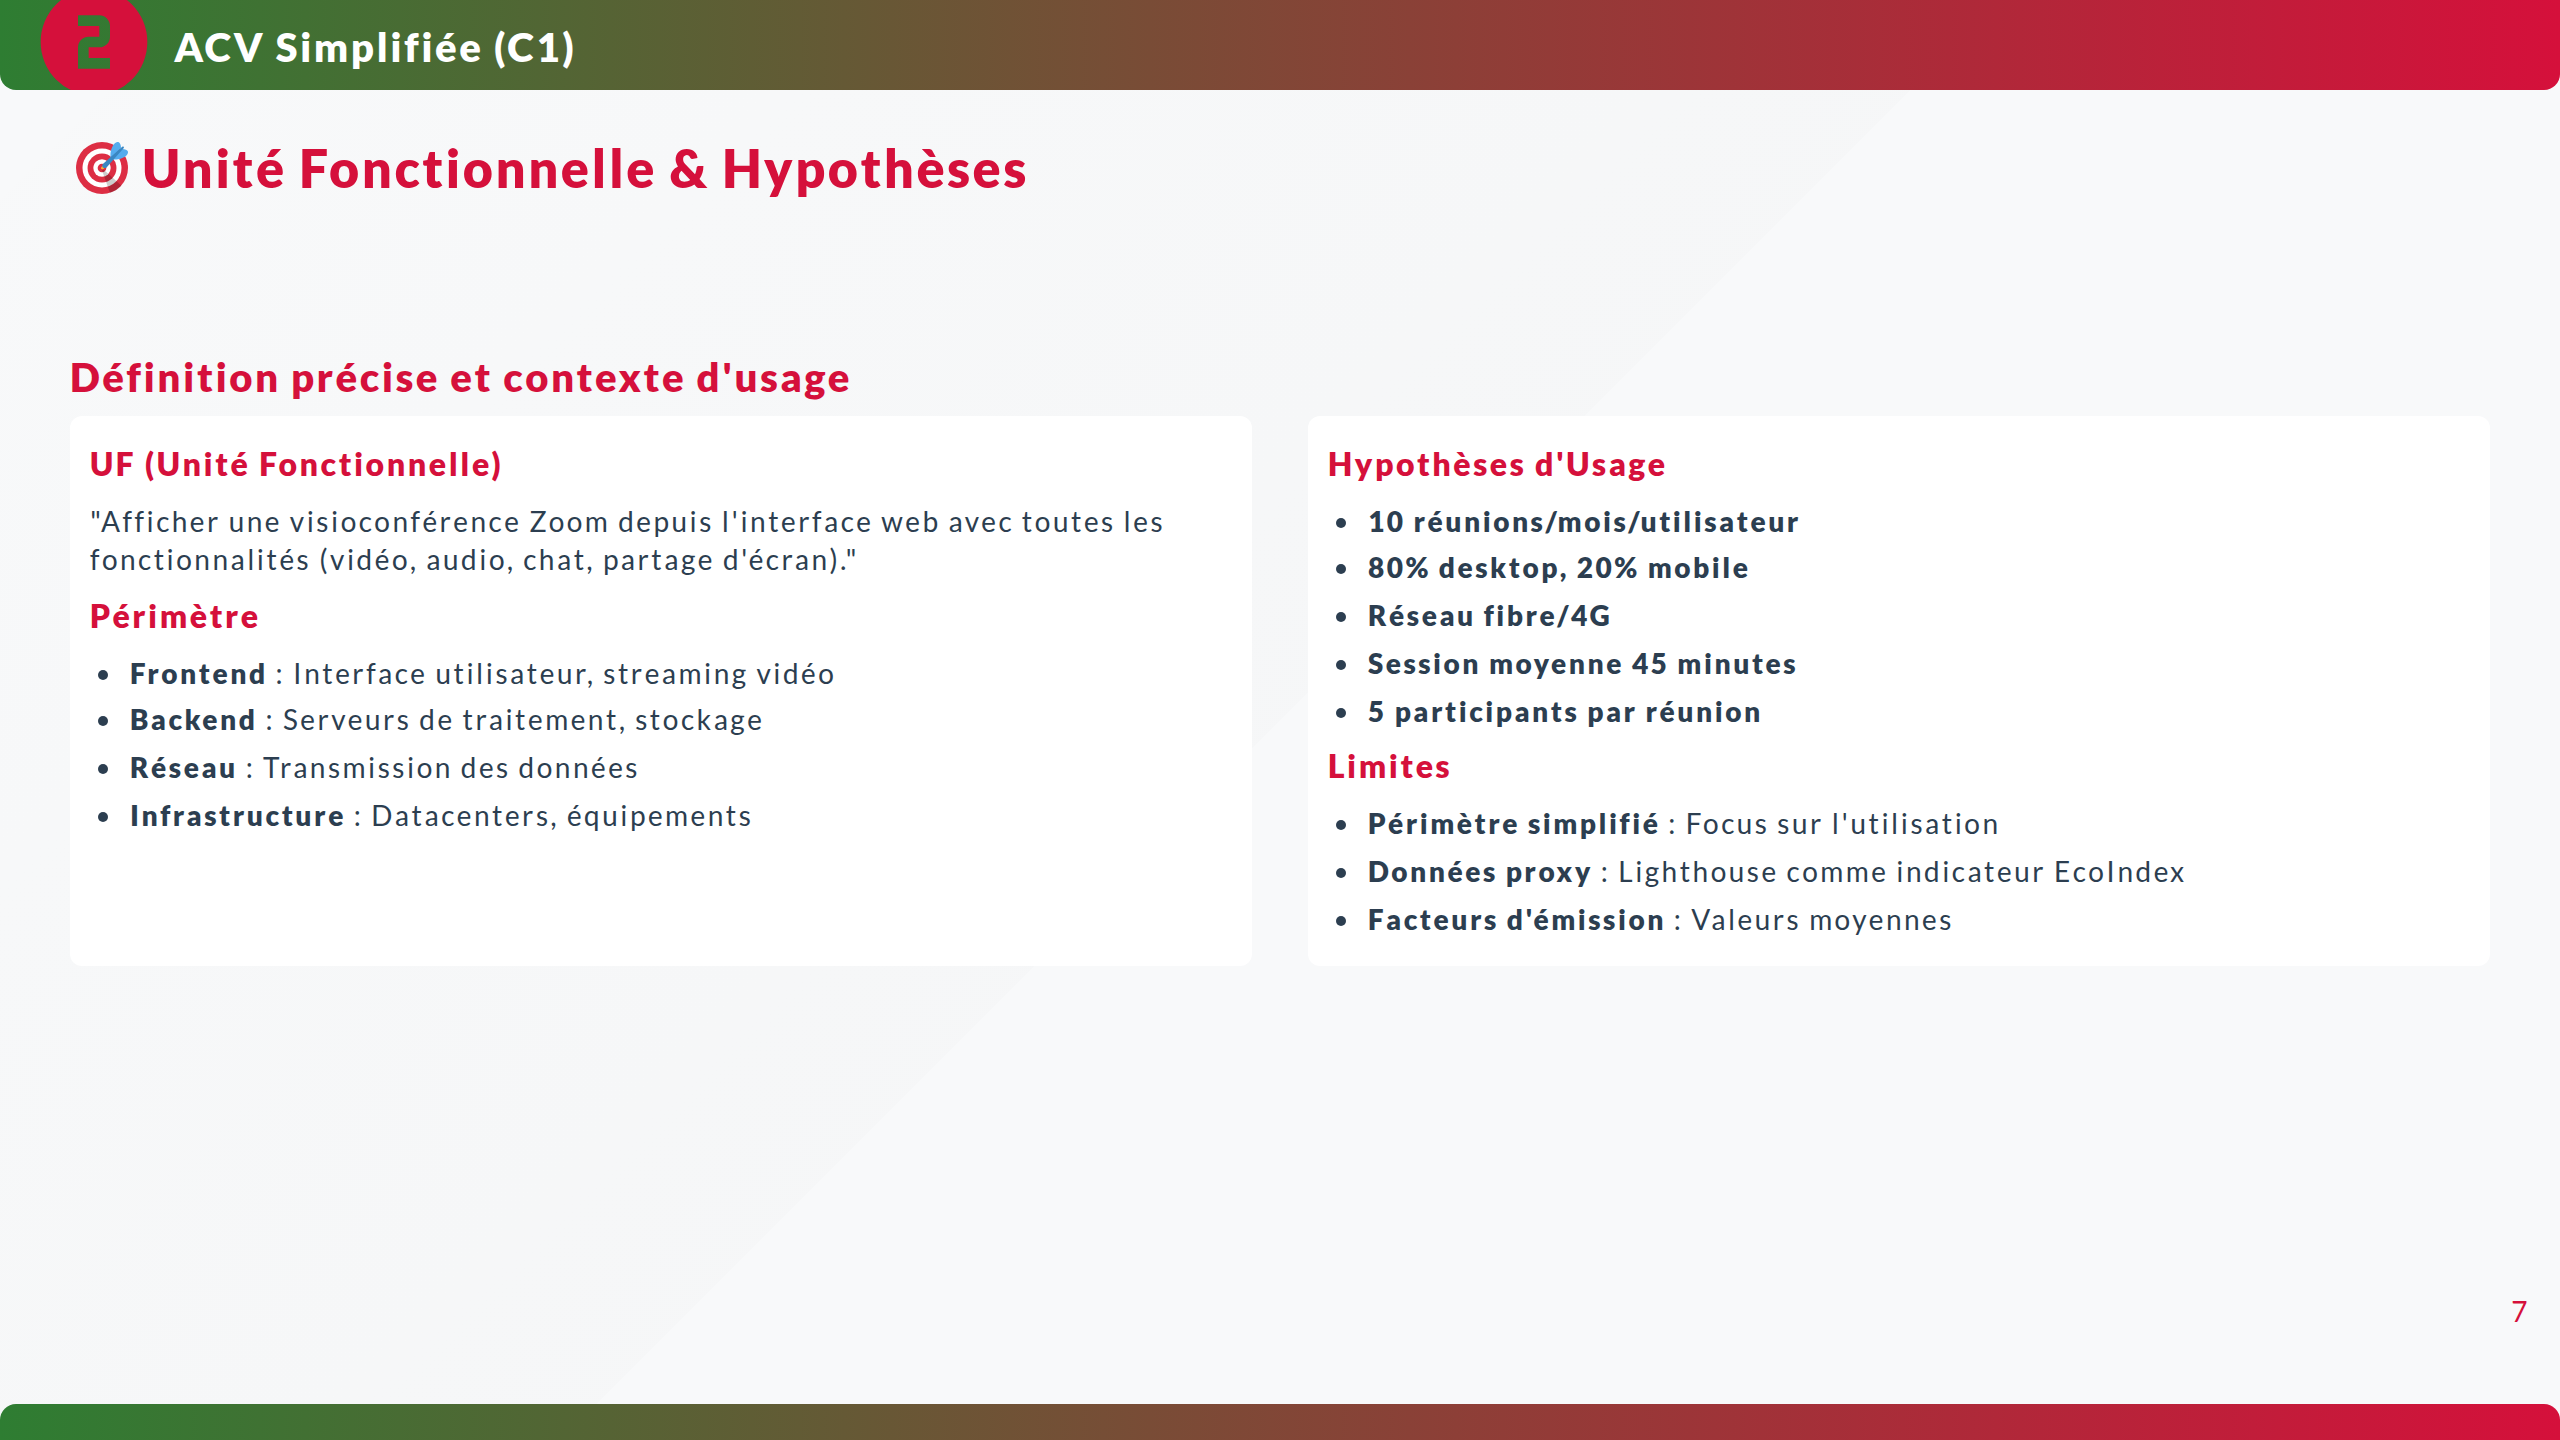 2
ACV Simplifiée (C1)
🎯 Unité Fonctionnelle & Hypothèses
Définition précise et contexte d'usage
UF (Unité Fonctionnelle)
"Afficher une visioconférence Zoom depuis l'interface web avec toutes les
fonctionnalités (vidéo, audio, chat, partage d'écran)."
Périmètre
• Frontend : Interface utilisateur, streaming vidéo
• Backend : Serveurs de traitement, stockage
• Réseau : Transmission des données
• Infrastructure : Datacenters, équipements
Hypothèses d'Usage
• 10 réunions/mois/utilisateur
• 80% desktop, 20% mobile
• Réseau fibre/4G
• Session moyenne 45 minutes
• 5 participants par réunion
Limites
• Périmètre simplifié : Focus sur l'utilisation
• Données proxy : Lighthouse comme indicateur EcoIndex
• Facteurs d'émission : Valeurs moyennes
7